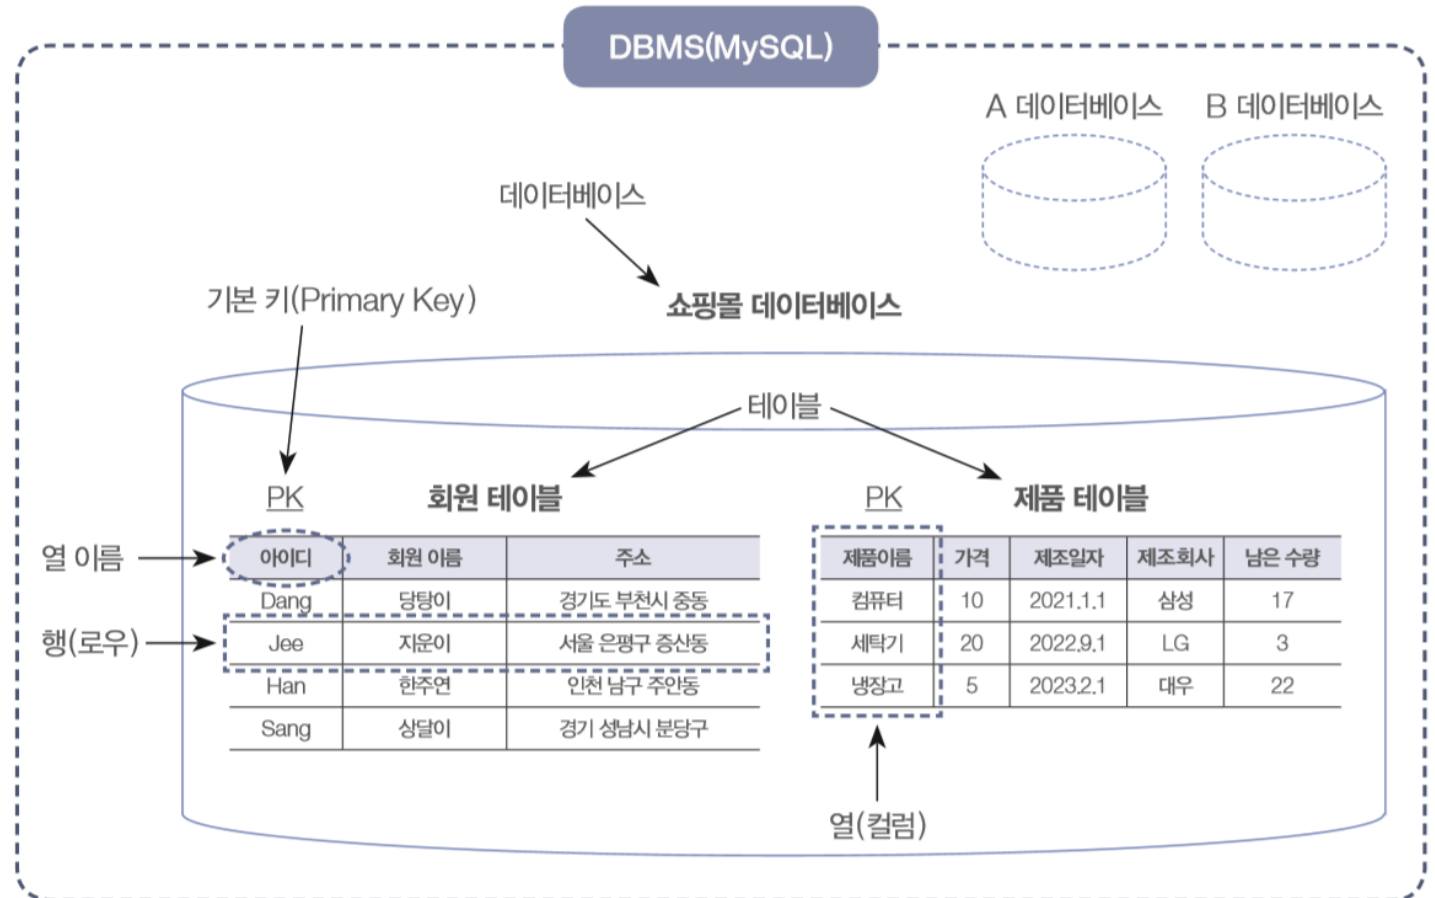 DBMS(MySQL)
A 데이터베이스 B 데이터베이스
데이터베이스
기본 키(Primary Key)
쇼핑몰 데이터베이스
테이블
PK 회원 테이블
열 이름
아이디 회원 이름 주소
Dang 당탕이 경기도 부천시 중동
행(로우)
Jee 지운이 서울 은평구 증산동
Han 한주연 인천 남구 주안동
Sang 상달이 경기 성남시 분당구
PK 제품 테이블
제품이름 가격 제조일자 제조회사 남은 수량
컴퓨터 10 2021.1.1 삼성 17
세탁기 20 2022.9.1 LG 3
냉장고 5 2023.2.1 대우 22
열(컬럼)